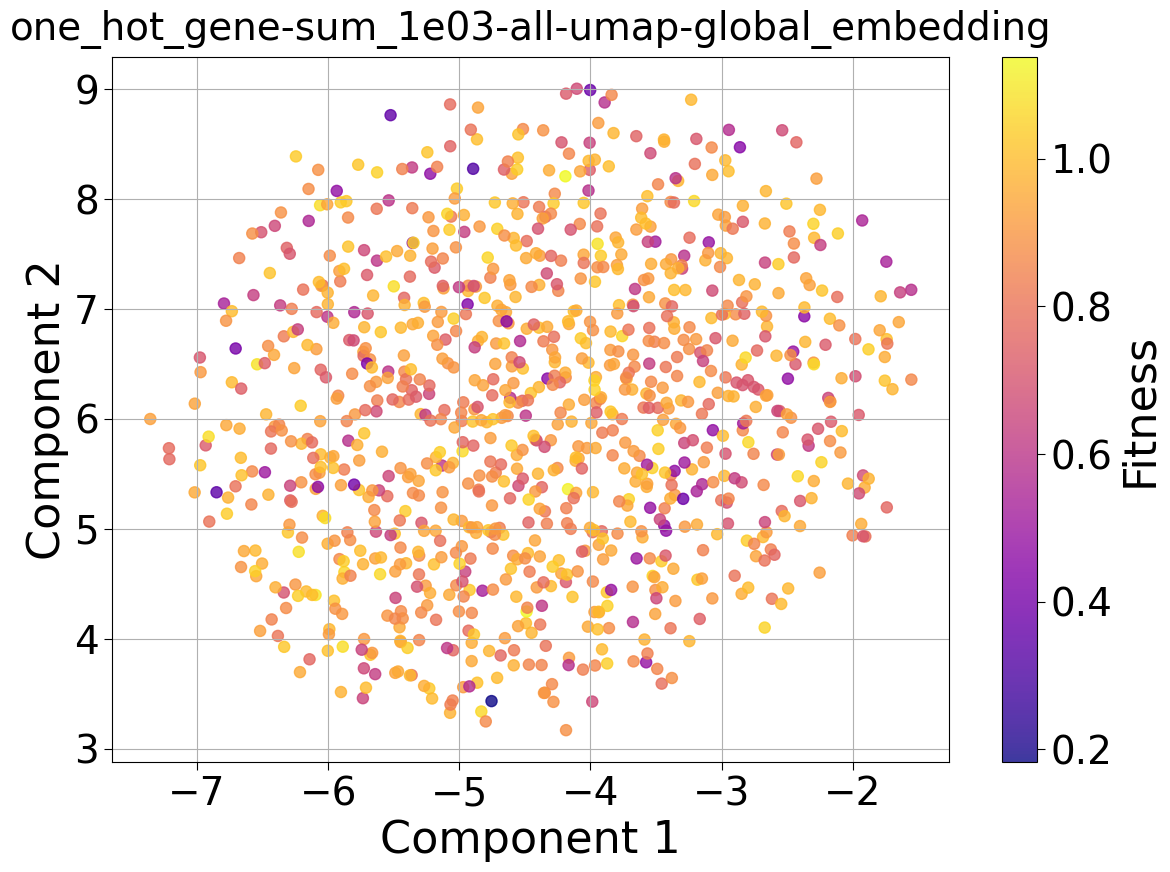 one_hot_gene-sum_1e03-all-umap-global_embedding
9
8
7
6
5
4
3
−7 −6 −5 −4 −3 −2
Component 1
Component 2
1.0
0.8
0.6
0.4
0.2
Fitness